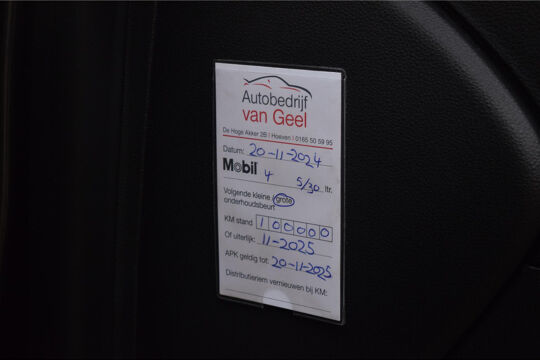 Autobedrijf
van Geel
De Hoge Akker 2B | Hoeven | 0165 50 59 95
Datum: 20-11-2024
Mobil 4 5/30 ltr.
Volgende kleine / grote
onderhoudsbeurt
KM stand 100000
Of uiterlijk: 11-2025
APK geldig tot: 20-11-2025
Distributieriem vernieuwen bij KM: